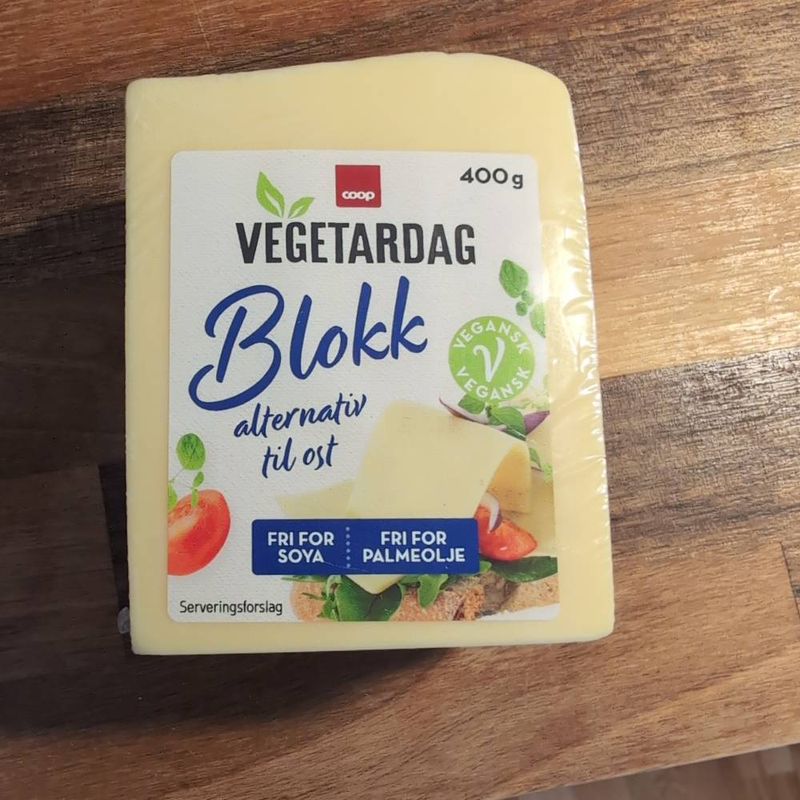 coop
400g
VEGETARDAG
Blokk
alternativ
til ost
VEGANSK
V
VEGANSK
FRI FOR
SOYA
FRI FOR
PALMEOLJE
Serveringsforslag